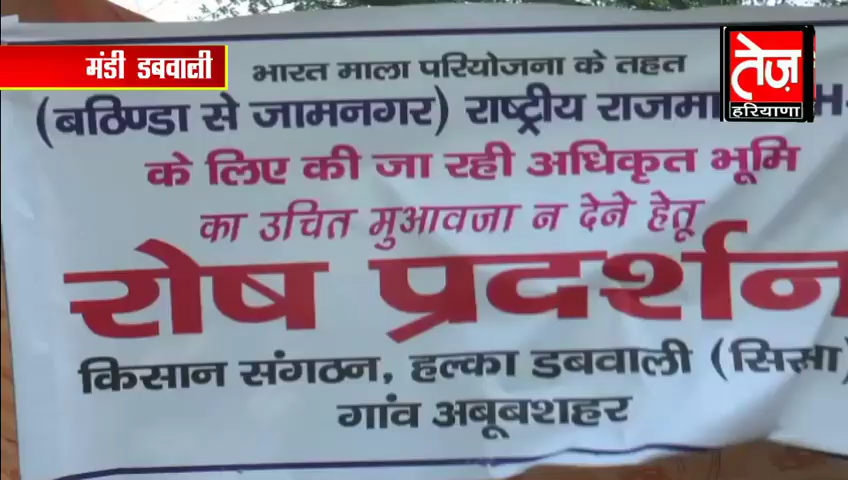 मंडी डबवाली
तेज़
हरियाणा
भारत माला परियोजना के तहत
(बठिण्डा से जामनगर) राष्ट्रीय
के लिए की जा रही अधिकृत भूमि
का उचित मुआवजा न देने हेतू
रोष प्रदर्शन
किसान संगठन, हल्का डबवाली (सिरसा)
गांव अबूबशहर